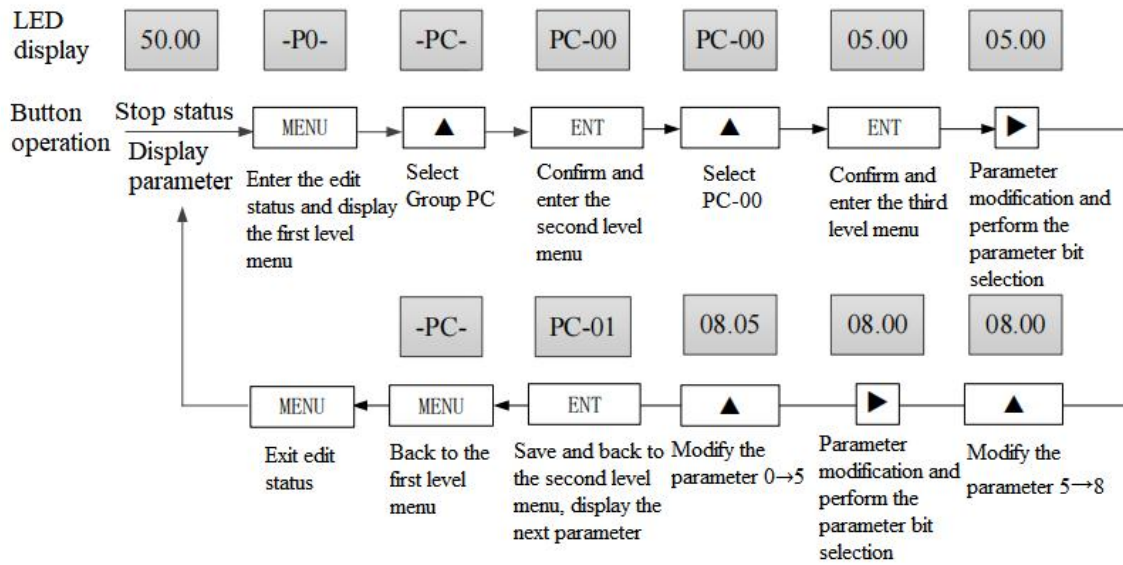 LED
display
50.00
-P0-
-PC-
PC-00
PC-00
05.00
05.00
Button
operation
Stop status
Display
parameter
MENU
▲
ENT
▲
ENT
▶
Enter the edit
status and display
the first level
menu
Select
Group PC
Confirm and
enter the
second level
menu
Select
PC-00
Confirm and
enter the third
level menu
Parameter
modification and
perform the
parameter bit
selection
-PC-
PC-01
08.05
08.00
08.00
MENU
MENU
ENT
▲
▶
▲
Exit edit
status
Back to the
first level
menu
Save and back to
the second level
menu, display the
next parameter
Modify the
parameter 0→5
Parameter
modification and
perform the
parameter bit
selection
Modify the
parameter 5→8